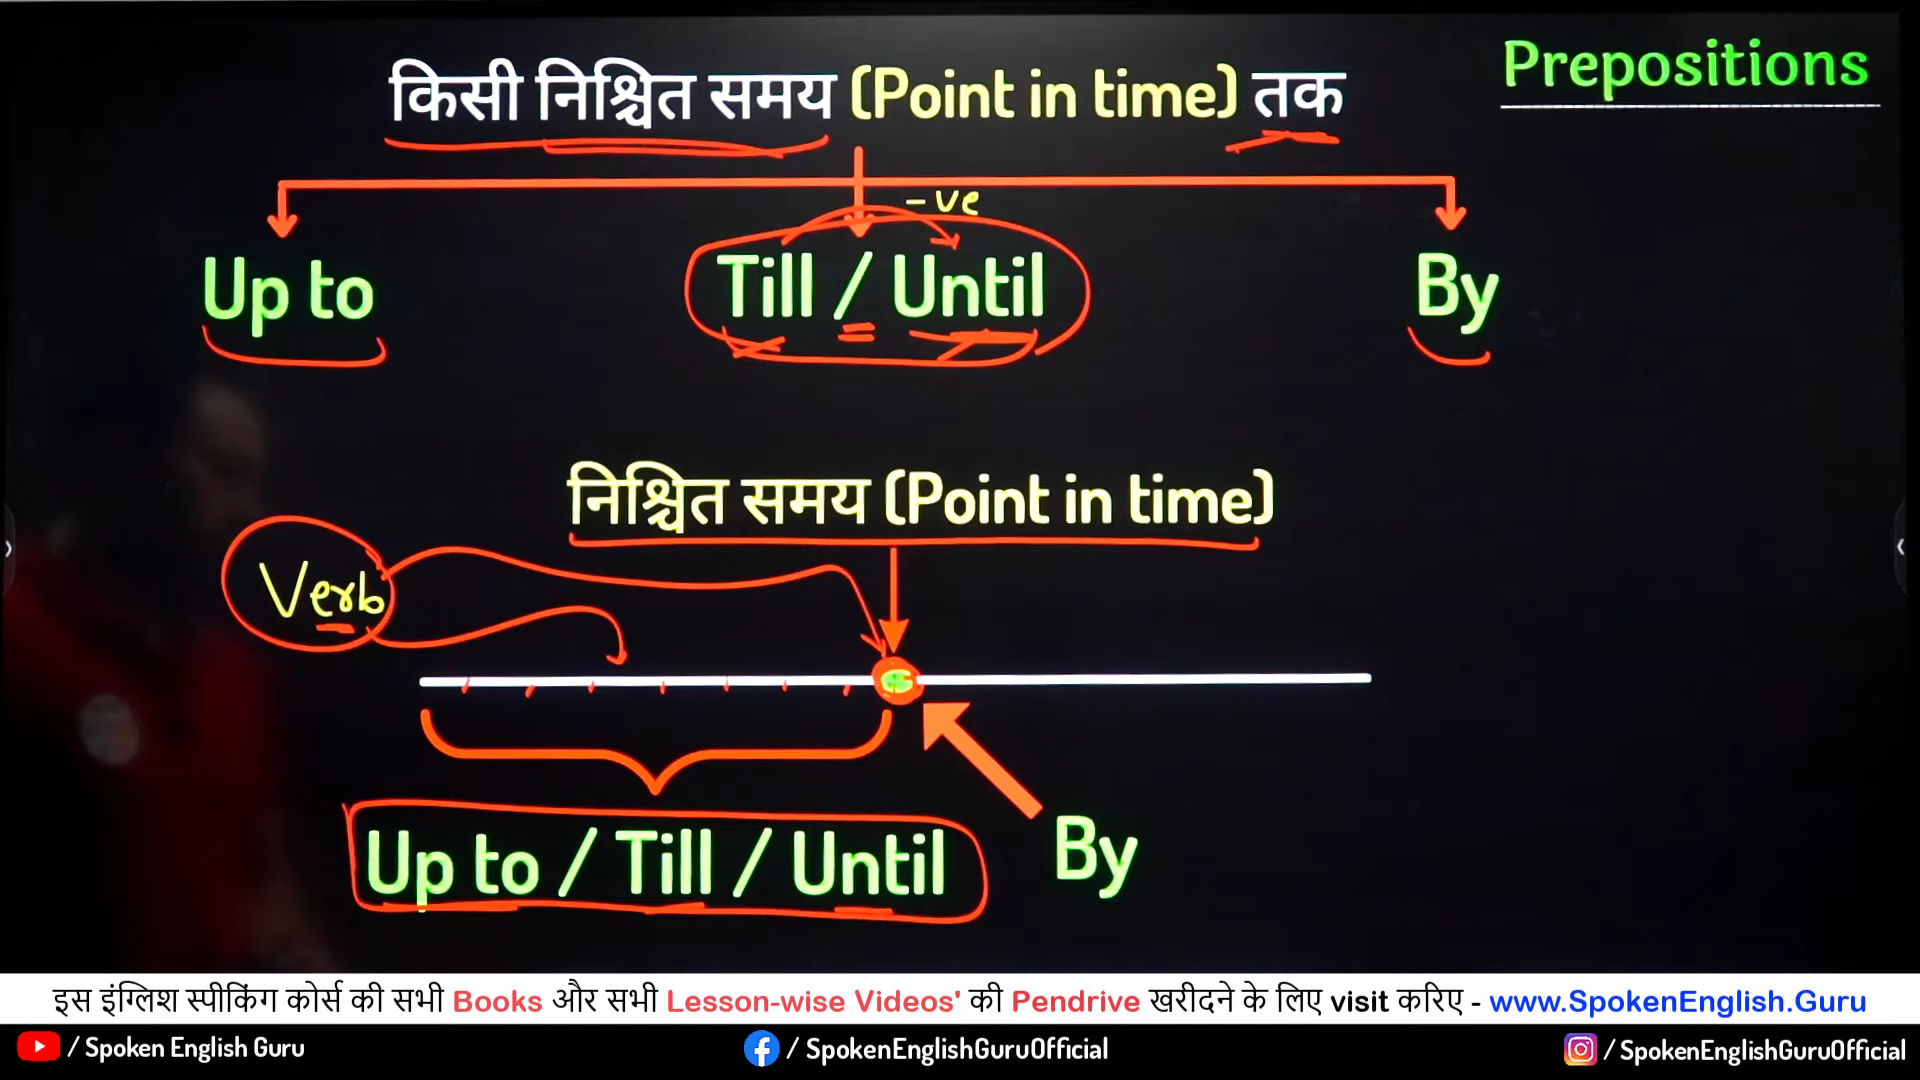 Prepositions
किसी निश्चित समय (Point in time) तक
-ve
Up to
Till / Until
By
निश्चित समय (Point in time)
Verb
Up to / Till / Until
By
इस इंग्लिश स्पीकिंग कोर्स की सभी Books और सभी Lesson-wise Videos' की Pendrive खरीदने के लिए visit करिए - www.SpokenEnglish.Guru
/ Spoken English Guru
/ SpokenEnglishGuruOfficial
/ SpokenEnglishGuruOfficial